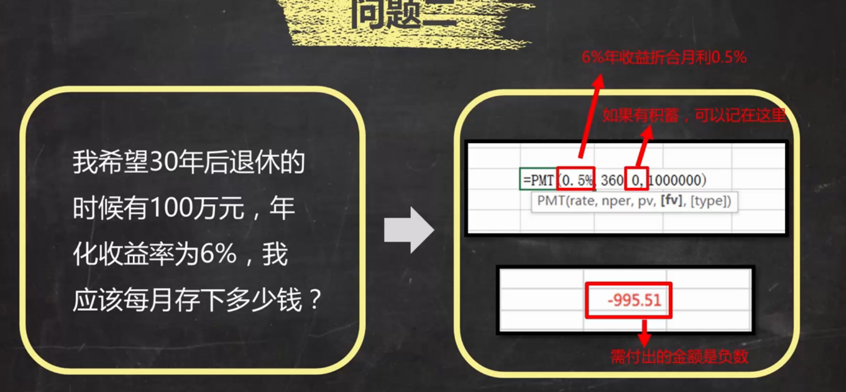 问题二
我希望30年后退休的
时候有100万元，年
化收益率为6%，我
应该每月存下多少钱？
6%年收益折合月利0.5%
如果有积蓄，可以记在这里
=PMT(0.5%,360,0,1000000)
PMT(rate, nper, pv, [fv], [type])
-995.51
需付出的金额是负数